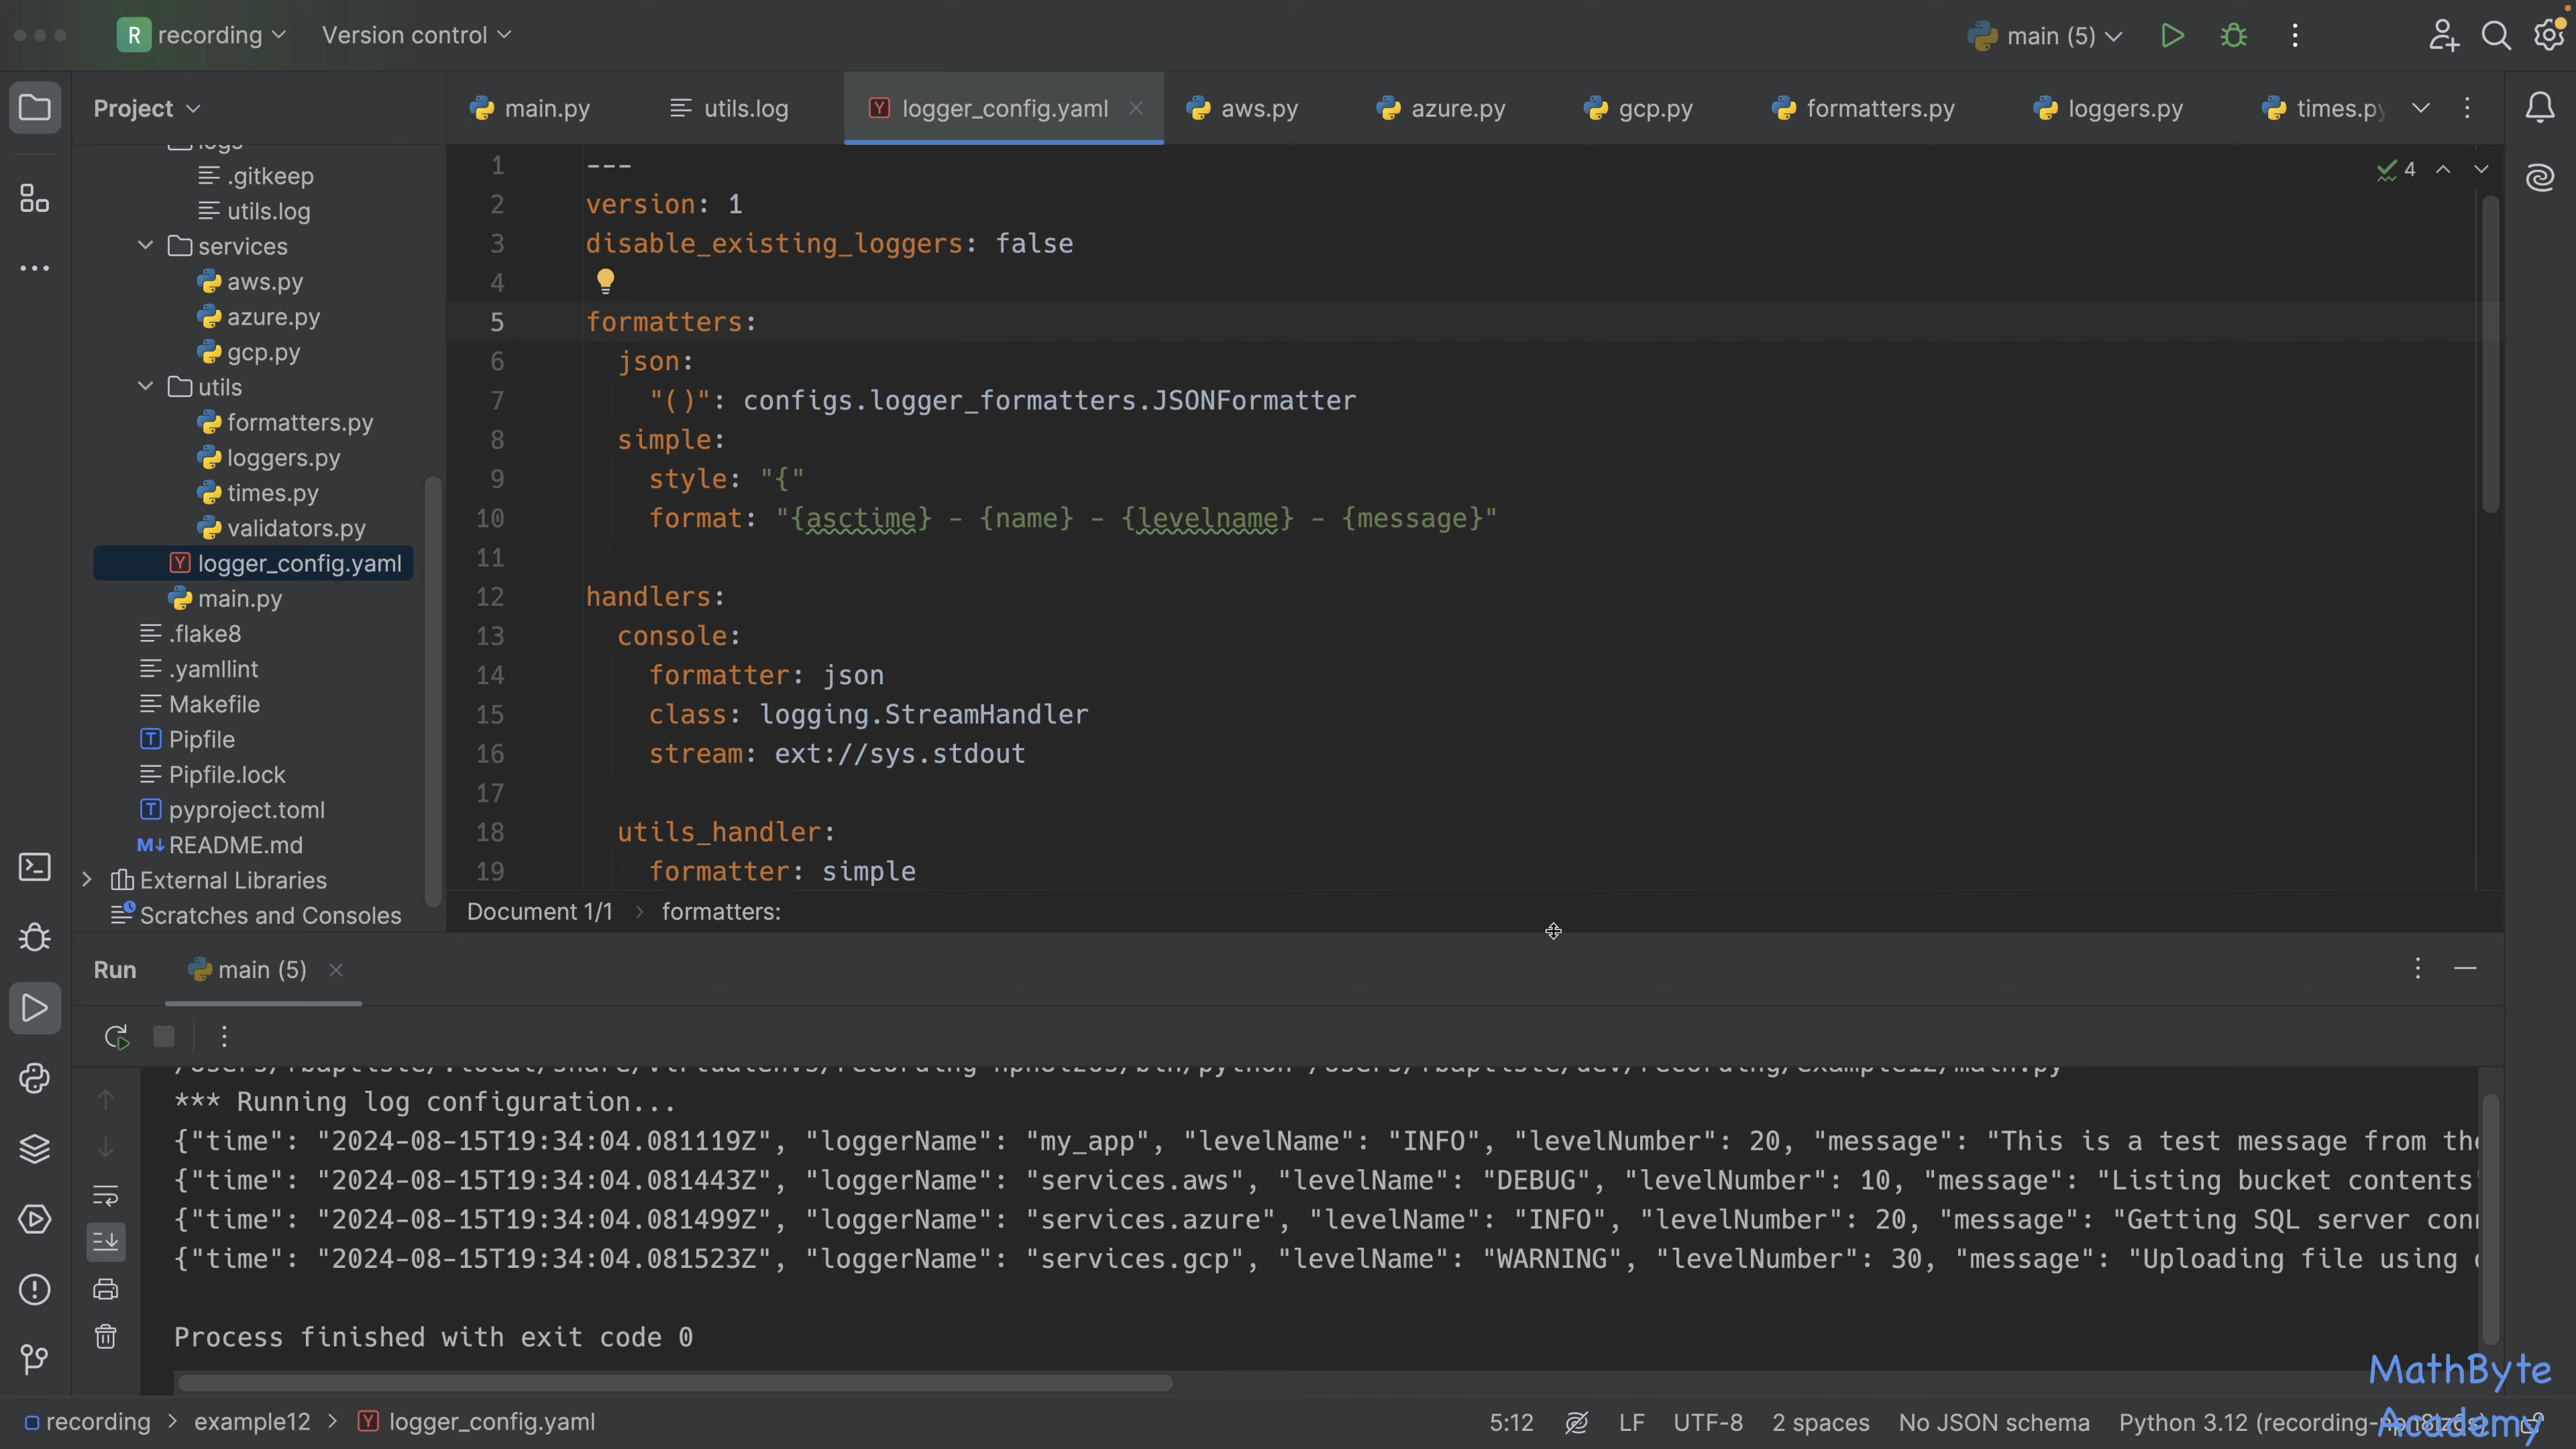 R recording
Version control
main (5)
Project
main.py
utils.log
logger_config.yaml
aws.py
azure.py
gcp.py
formatters.py
loggers.py
times.py
logs
.gitkeep
utils.log
services
aws.py
azure.py
gcp.py
utils
formatters.py
loggers.py
times.py
validators.py
logger_config.yaml
main.py
.flake8
.yamllint
Makefile
Pipfile
Pipfile.lock
pyproject.toml
README.md
External Libraries
Scratches and Consoles
4
1 ---
2 version: 1
3 disable_existing_loggers: false
4
5 formatters:
6 json:
7 "()": configs.logger_formatters.JSONFormatter
8 simple:
9 style: "{"
10 format: "{asctime} - {name} - {levelname} - {message}"
11
12 handlers:
13 console:
14 formatter: json
15 class: logging.StreamHandler
16 stream: ext://sys.stdout
17
18 utils_handler:
19 formatter: simple
Document 1/1 › formatters:
Run
main (5)
*** Running log configuration...
{"time": "2024-08-15T19:34:04.081119Z", "loggerName": "my_app", "levelName": "INFO", "levelNumber": 20, "message": "This is a test message from
{"time": "2024-08-15T19:34:04.081443Z", "loggerName": "services.aws", "levelName": "DEBUG", "levelNumber": 10, "message": "Listing bucket contents"
{"time": "2024-08-15T19:34:04.081499Z", "loggerName": "services.azure", "levelName": "INFO", "levelNumber": 20, "message": "Getting SQL server
{"time": "2024-08-15T19:34:04.081523Z", "loggerName": "services.gcp", "levelName": "WARNING", "levelNumber": 30, "message": "Uploading file using
Process finished with exit code 0
MathByte
Academy
recording › example12 › logger_config.yaml
5:12
LF
UTF-8
2 spaces
No JSON schema
Python 3.12